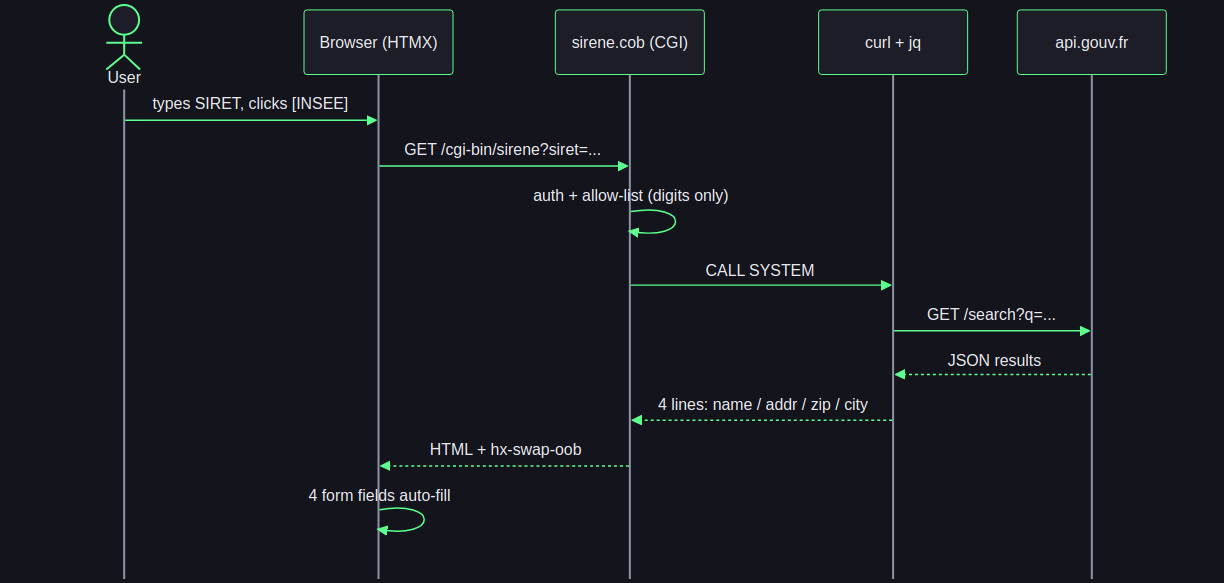 User
Browser (HTMX)
sirene.cob (CGI)
curl + jq
api.gouv.fr
types SIRET, clicks [INSEE]
GET /cgi-bin/sirene?siret=...
auth + allow-list (digits only)
CALL SYSTEM
GET /search?q=...
JSON results
4 lines: name / addr / zip / city
HTML + hx-swap-oob
4 form fields auto-fill